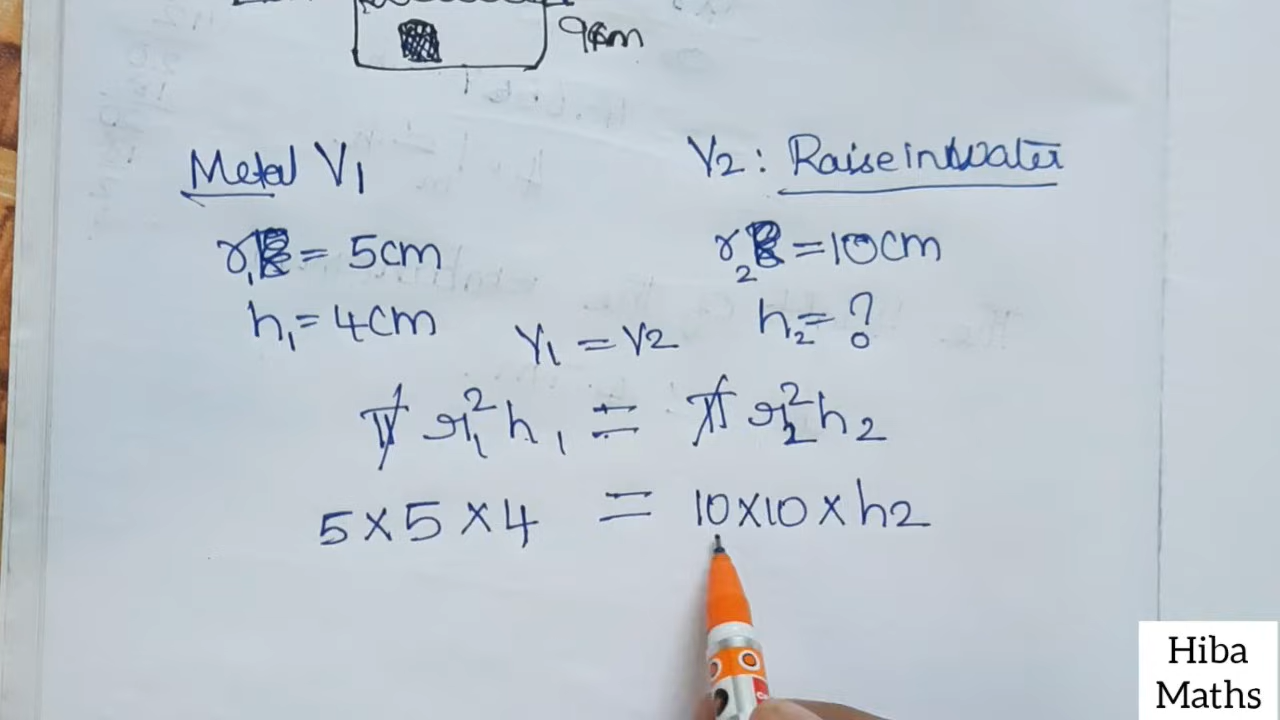 9cm
Metal V1 V2 : Raise in water
r1 = 5cm r2 = 10cm
h1 = 4cm h2 = ?
V1 = V2
π r1² h1 = π r2² h2
5 × 5 × 4 = 10 × 10 × h2
Hiba
Maths